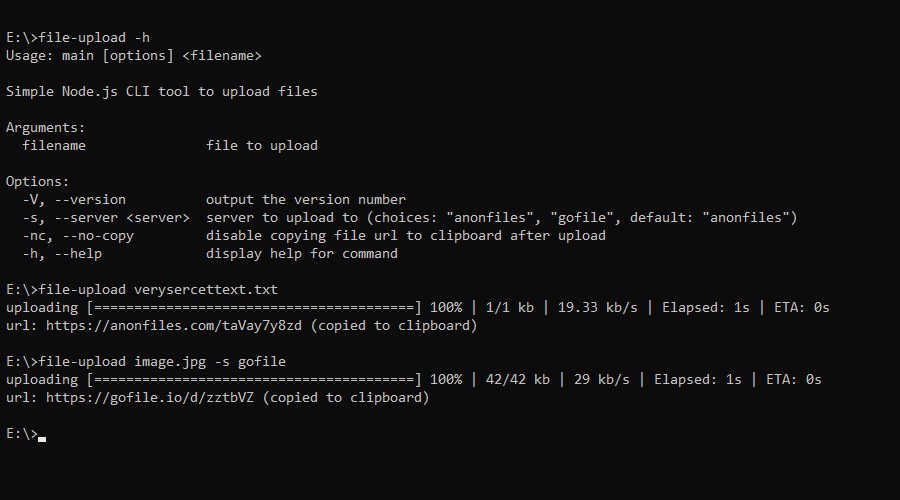 E:\>file-upload -h
Usage: main [options] <filename>
Simple Node.js CLI tool to upload files
Arguments:
  filename               file to upload
Options:
  -V, --version          output the version number
  -s, --server <server>  server to upload to (choices: "anonfiles", "gofile", default: "anonfiles")
  -nc, --no-copy         disable copying file url to clipboard after upload
  -h, --help             display help for command
E:\>file-upload verysercettext.txt
uploading [========================================] 100% | 1/1 kb | 19.33 kb/s | Elapsed: 1s | ETA: 0s
url: https://anonfiles.com/taVay7y8zd (copied to clipboard)
E:\>file-upload image.jpg -s gofile
uploading [========================================] 100% | 42/42 kb | 29 kb/s | Elapsed: 1s | ETA: 0s
url: https://gofile.io/d/zztbVZ (copied to clipboard)
E:\>